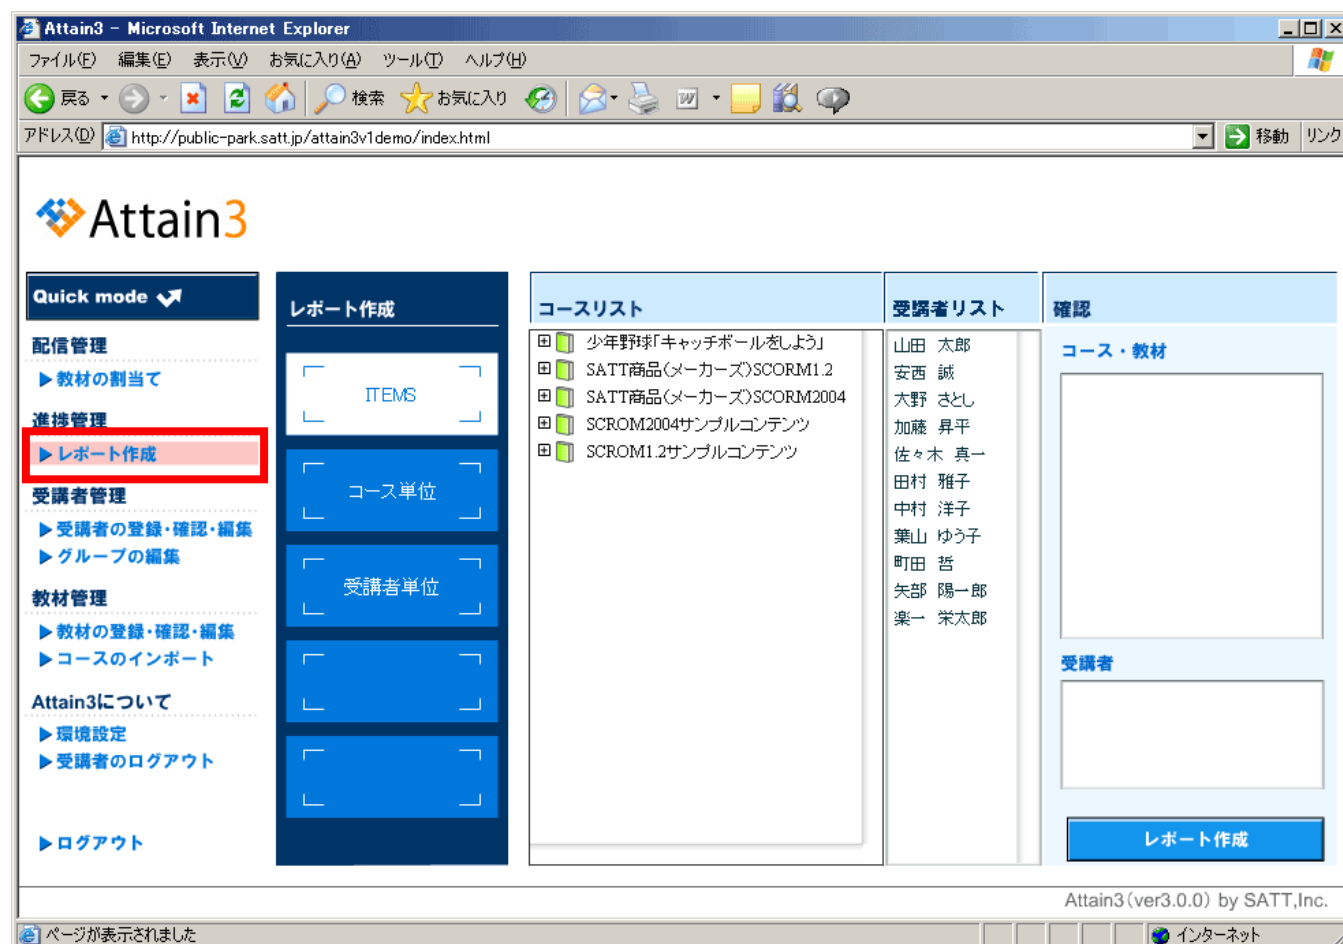 Attain3 - Microsoft Internet Explorer
ファイル(F) 編集(E) 表示(V) お気に入り(A) ツール(T) ヘルプ(H)
戻る 検索 お気に入り
アドレス(D) http://public-park.satt.jp/attain3v1demo/index.html 移動 リンク
Attain3
Quick mode
配信管理
教材の割当て
進捗管理
レポート作成
受講者管理
受講者の登録・確認・編集
グループの編集
教材管理
教材の登録・確認・編集
コースのインポート
Attain3について
環境設定
受講者のログアウト
ログアウト
レポート作成
ITEMS
コース単位
受講者単位
コースリスト
少年野球「キャッチボールをしよう」
SATT商品(メーカーズ)SCORM1.2
SATT商品(メーカーズ)SCORM2004
SCROM2004サンプルコンテンツ
SCROM1.2サンプルコンテンツ
受講者リスト
山田 太郎
安西 誠
大野 さとし
加藤 昇平
佐々木 真一
田村 雅子
中村 洋子
葉山 ゆう子
町田 哲
矢部 陽一郎
楽一 栄太郎
確認
コース・教材
受講者
レポート作成
Attain3(ver3.0.0) by SATT,Inc.
ページが表示されました インターネット